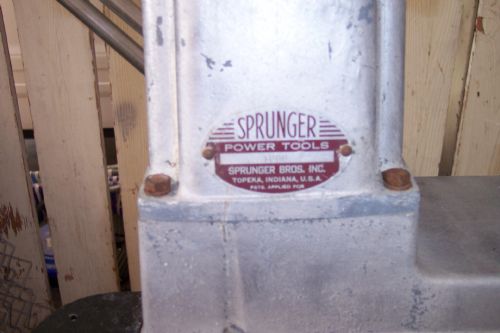 SPRUNGER
POWER TOOLS
SPRUNGER BROS. INC.
TOPEKA, INDIANA, U.S.A.
PATS. APPLIED FOR